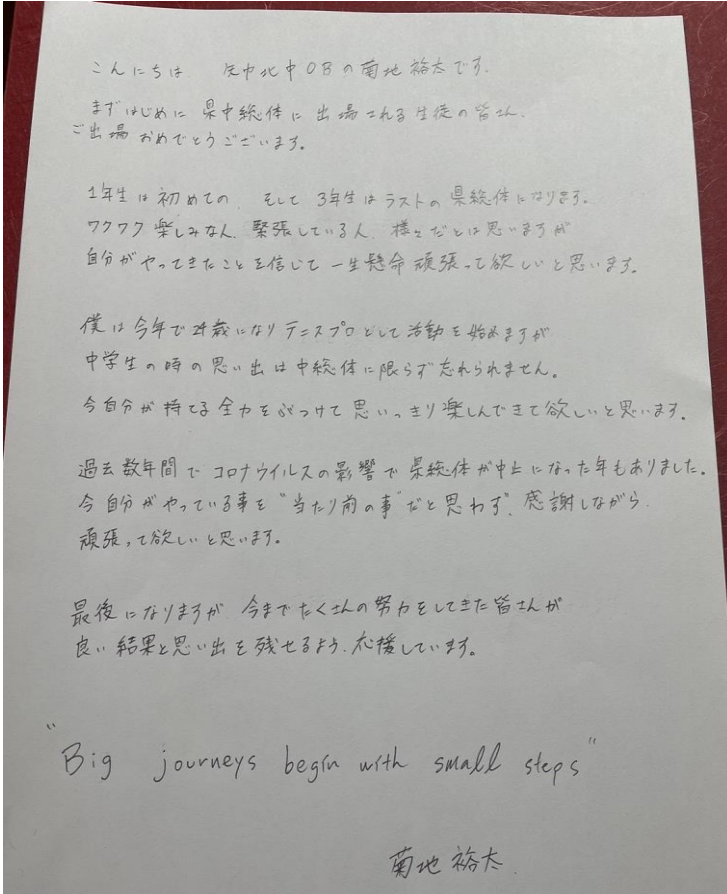 こんにちは 矢巾北中OBの菊地裕太です.
まずはじめに 県中総体に出場される生徒の皆さん、
ご出場おめでとうございます。
1年生は初めての、そして3年生はラストの県総体になります。
ワクワク楽しみな人、緊張している人、様々だとは思いますが
自分がやってきたことを信じて一生懸命頑張って欲しいと思います。
僕は今年で24歳になりテニスプロとして活動を始めますが
中学生の時の思い出は中総体に限らず忘れられません。
今自分が持てる全力をぶつけて思いっきり楽しんできて欲しいと思います。
過去数年間でコロナウイルスの影響で県総体が中止になった年もありました。
今自分がやっている事を"当たり前の事"だと思わず、感謝しながら
頑張って欲しいと思います。
最後になりますが、今までたくさんの努力をしてきた皆さんが
良い結果と思い出を残せるよう、応援しています。
"Big journeys begin with small steps"
菊地裕太